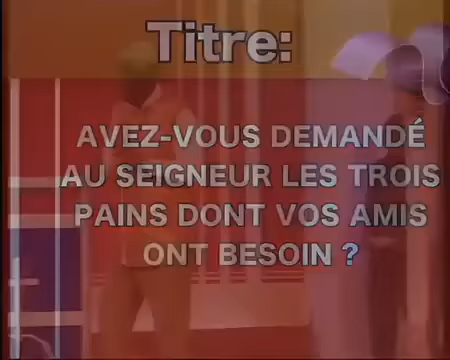 Titre:
AVEZ-VOUS DEMANDÉ
AU SEIGNEUR LES TROIS
PAINS DONT VOS AMIS
ONT BESOIN ?